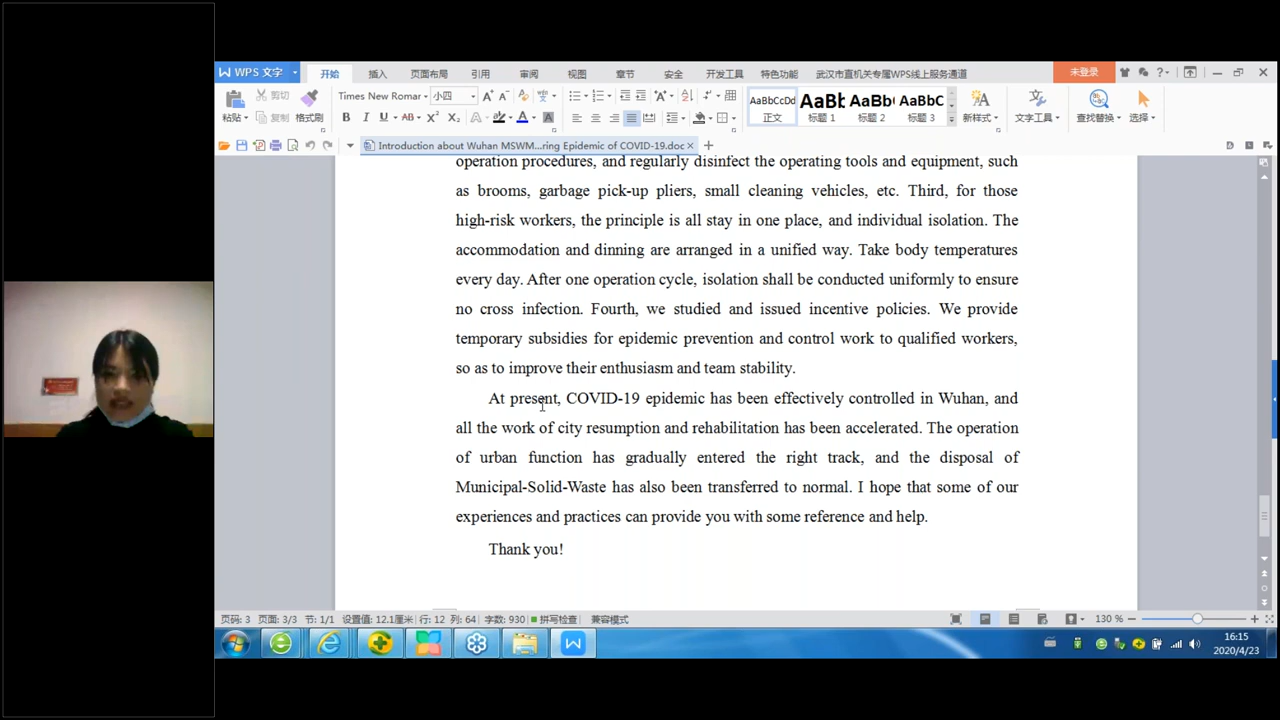 WPS 文字
开始 插入 页面布局 引用 审阅 视图 章节 安全 开发工具 特色功能 武汉市直机关专属WPS线上服务通道 未登录
粘贴 剪切 复制 格式刷
Times New Romar 小四
AaBbCcDd AaBb AaBb( AaBbC
正文 标题 1 标题 2 标题 3 新样式 文字工具 查找替换 选择
Introduction about Wuhan MSWM...ring Epidemic of COVID-19.doc
operation procedures, and regularly disinfect the operating tools and equipment, such
as brooms, garbage pick-up pliers, small cleaning vehicles, etc. Third, for those
high-risk workers, the principle is all stay in one place, and individual isolation. The
accommodation and dinning are arranged in a unified way. Take body temperatures
every day. After one operation cycle, isolation shall be conducted uniformly to ensure
no cross infection. Fourth, we studied and issued incentive policies. We provide
temporary subsidies for epidemic prevention and control work to qualified workers,
so as to improve their enthusiasm and team stability.
At present, COVID-19 epidemic has been effectively controlled in Wuhan, and
all the work of city resumption and rehabilitation has been accelerated. The operation
of urban function has gradually entered the right track, and the disposal of
Municipal-Solid-Waste has also been transferred to normal. I hope that some of our
experiences and practices can provide you with some reference and help.
Thank you!
页码: 3 页面: 3/3 节: 1/1 设置值: 12.1厘米 行: 12 列: 64 字数: 930 拼写检查 兼容模式 130 %
16:15
2020/4/23